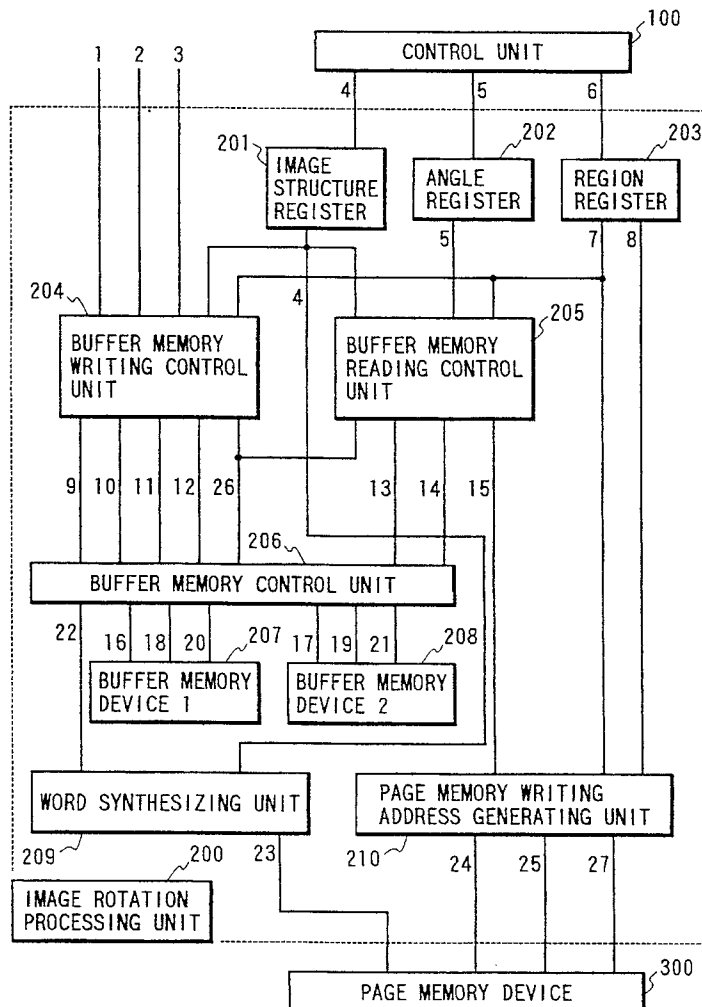 100
1 2 3
CONTROL UNIT
4 5 6
201 202 203
IMAGE
STRUCTURE
REGISTER
ANGLE
REGISTER
REGION
REGISTER
5 7 8
204 4 205
BUFFER MEMORY
WRITING CONTROL
UNIT
BUFFER MEMORY
READING CONTROL
UNIT
9 10 11 12 26 13 14 15
206
BUFFER MEMORY CONTROL UNIT
22 16 18 20 207 17 19 21 208
BUFFER MEMORY
DEVICE 1
BUFFER MEMORY
DEVICE 2
WORD SYNTHESIZING UNIT
PAGE MEMORY WRITING
ADDRESS GENERATING UNIT
209 200 23 210 24 25 27
IMAGE ROTATION
PROCESSING UNIT
300
PAGE MEMORY DEVICE